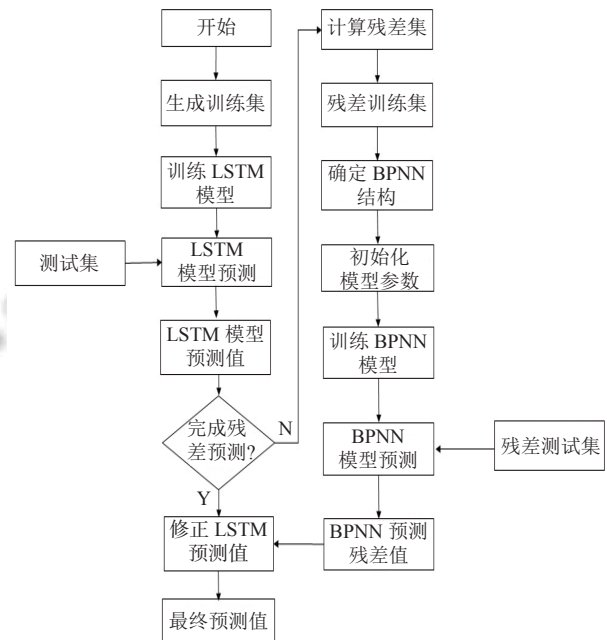 开始
生成训练集
训练 LSTM
模型
测试集
LSTM
模型预测
LSTM 模型
预测值
完成残
差预测?
N
Y
修正 LSTM
预测值
最终预测值
计算残差集
残差训练集
确定 BPNN
结构
初始化
模型参数
训练 BPNN
模型
BPNN
模型预测
残差测试集
BPNN 预测
残差值